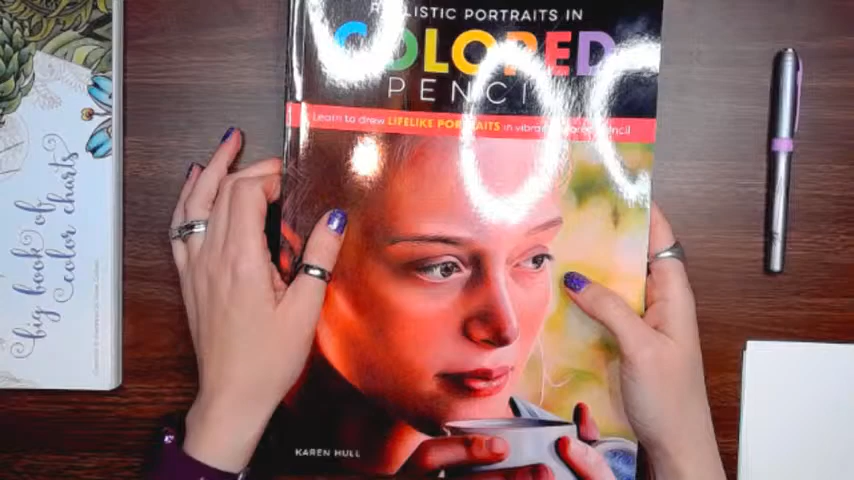 REALISTIC PORTRAITS IN
COLORED
PENCIL
Learn to draw LIFELIKE PORTRAITS in vibrant colored pencil
KAREN HULL
big book of
color charts